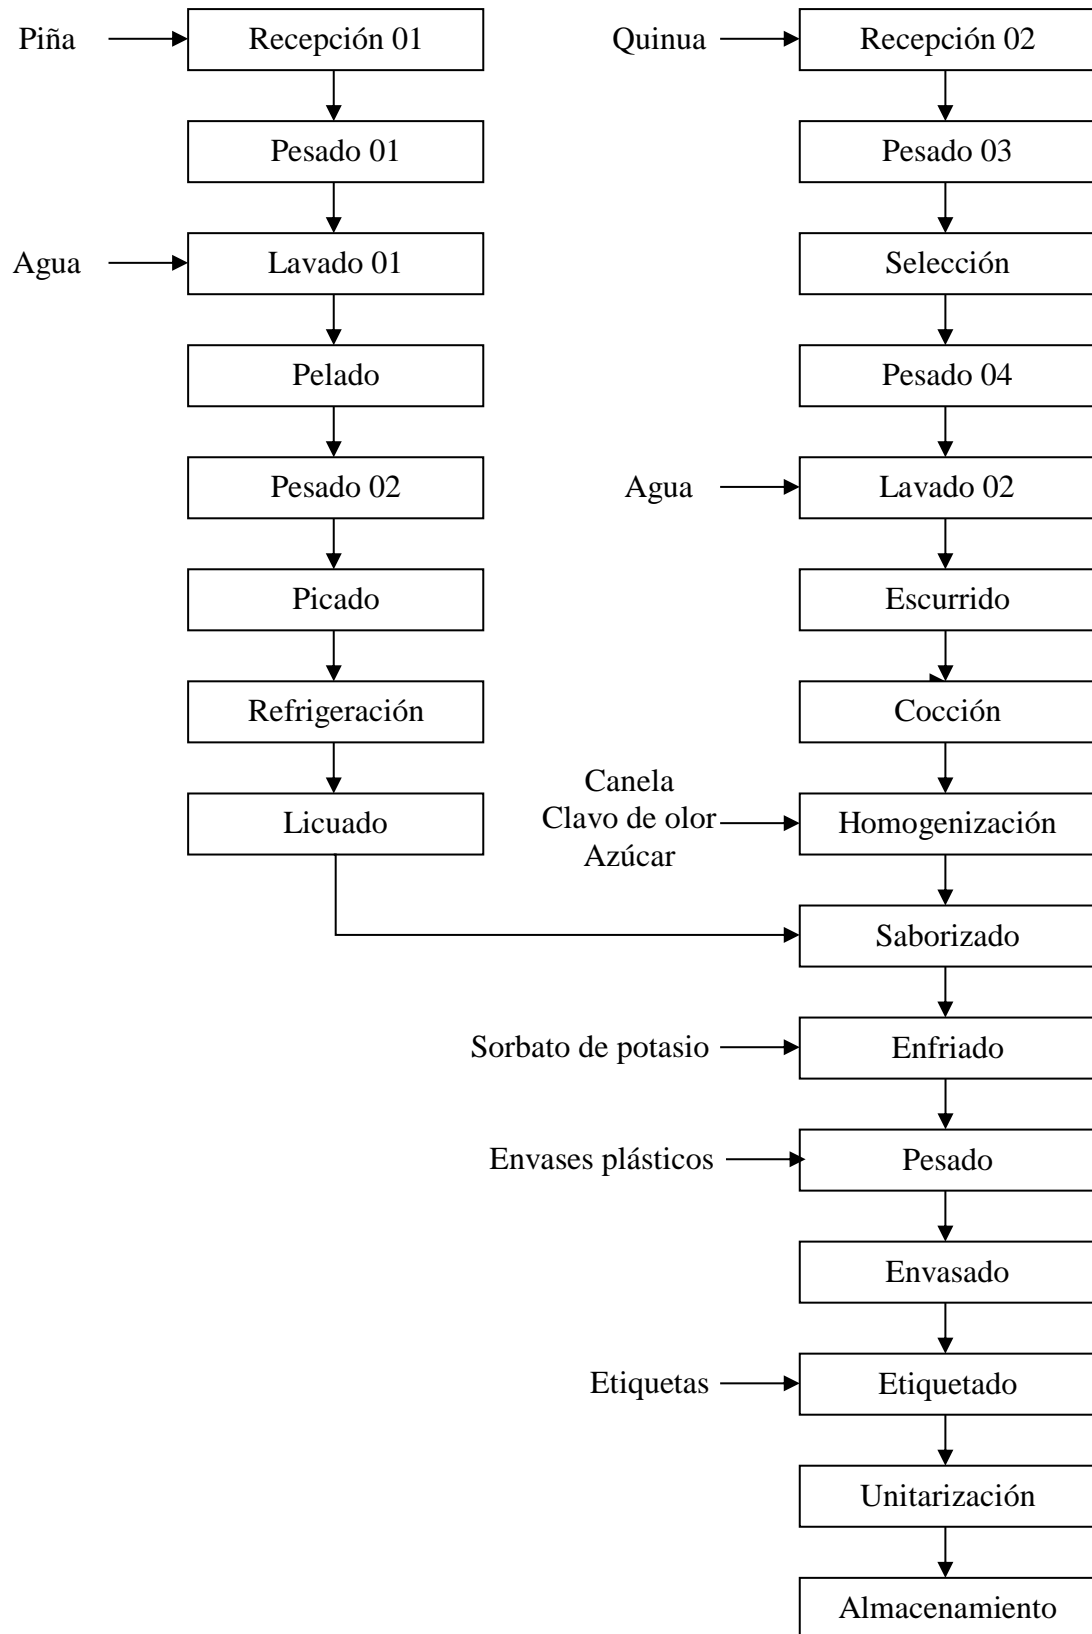 Piña
Recepción 01
Quinua
Recepción 02
Pesado 01
Pesado 03
Agua
Lavado 01
Selección
Pelado
Pesado 04
Pesado 02
Agua
Lavado 02
Picado
Escurrido
Refrigeración
Cocción
Licuado
Canela
Clavo de olor
Azúcar
Homogenización
Saborizado
Sorbato de potasio
Enfriado
Envases plásticos
Pesado
Envasado
Etiquetas
Etiquetado
Unitarización
Almacenamiento